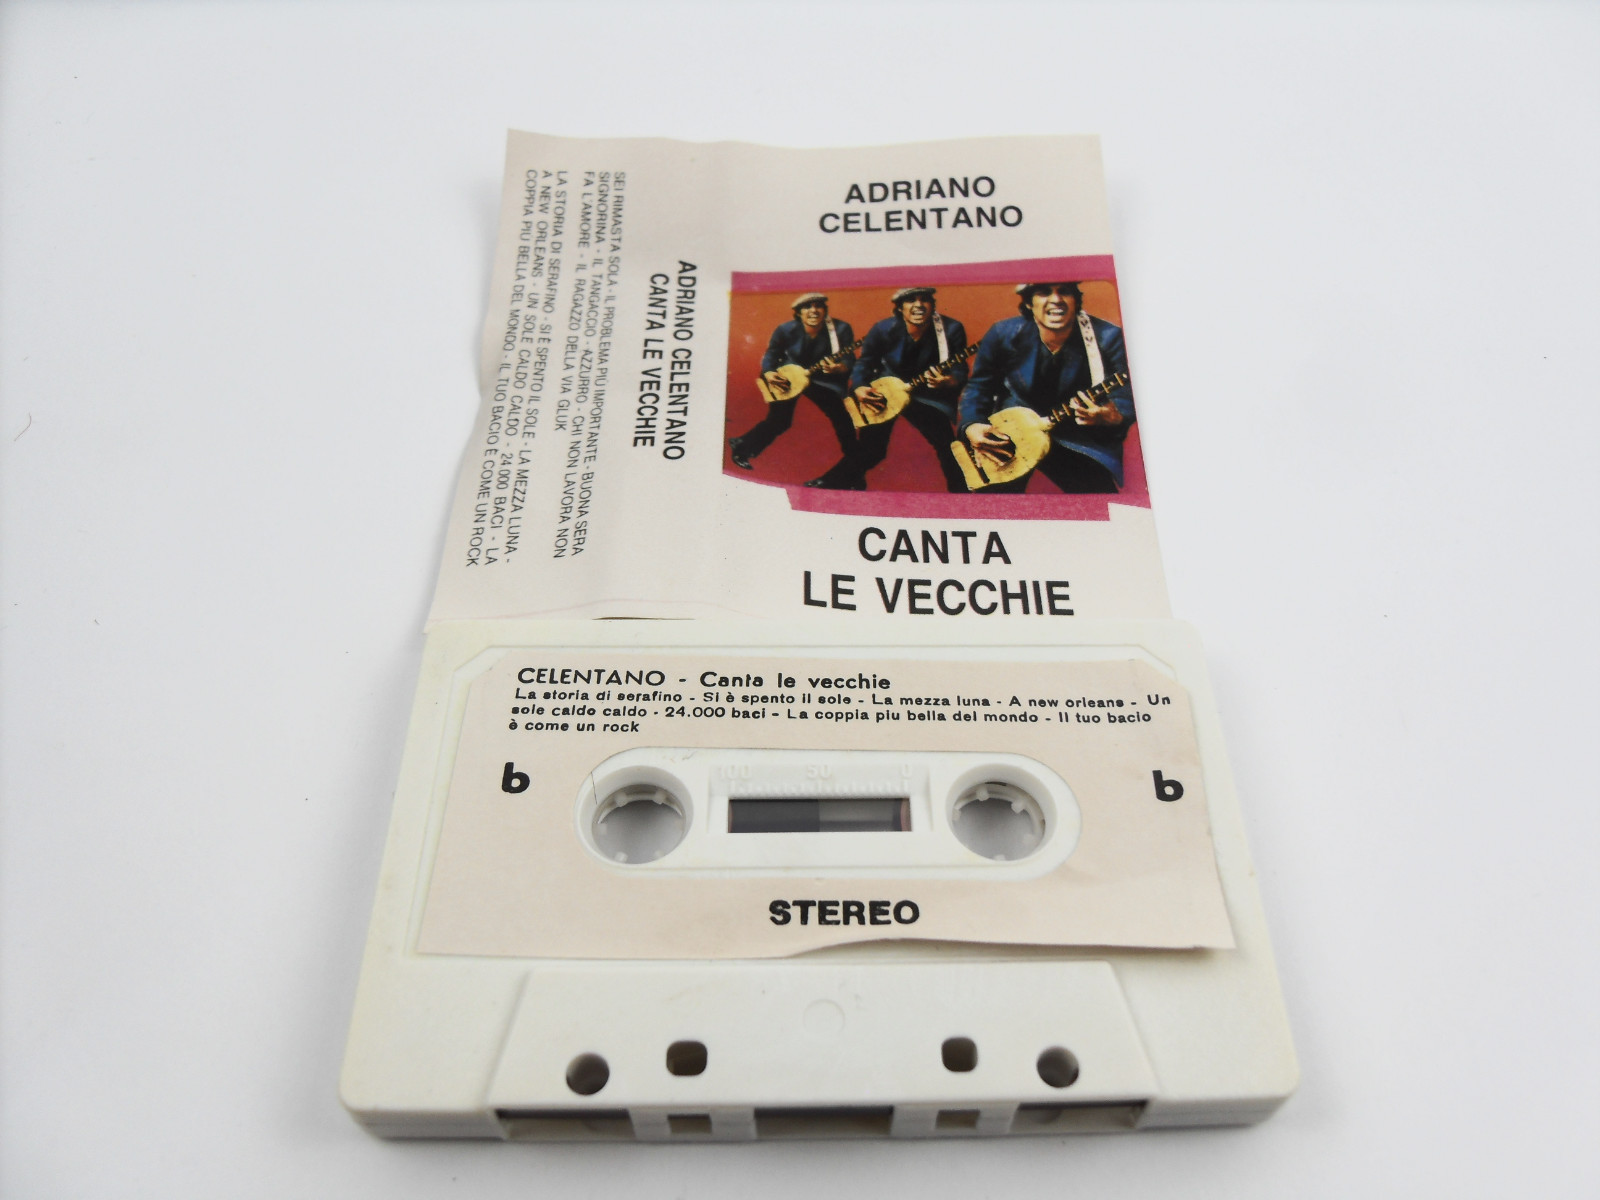 ADRIANO
CELENTANO
CANTA
LE VECCHIE
ADRIANO CELENTANO
CANTA LE VECCHIE
SEI RIMASTA SOLA - IL PROBLEMA PIÙ IMPORTANTE - BUONA SERA
SIGNORINA - IL TANGACCIO - AZZURRO - CHI NON LAVORA NON
FA L'AMORE - IL RAGAZZO DELLA VIA GLUK
LA STORIA DI SERAFINO - SI È SPENTO IL SOLE - LA MEZZA LUNA -
A NEW ORLEANS - UN SOLE CALDO CALDO - 24.000 BACI - LA
COPPIA PIÙ BELLA DEL MONDO - IL TUO BACIO È COME UN ROCK
CELENTANO - Canta le vecchie
La storia di serafino - Si è spento il sole - La mezza luna - A new orleans - Un
sole caldo caldo - 24.000 baci - La coppia piu bella del mondo - Il tuo bacio
è come un rock
b b
100 50 0
STEREO